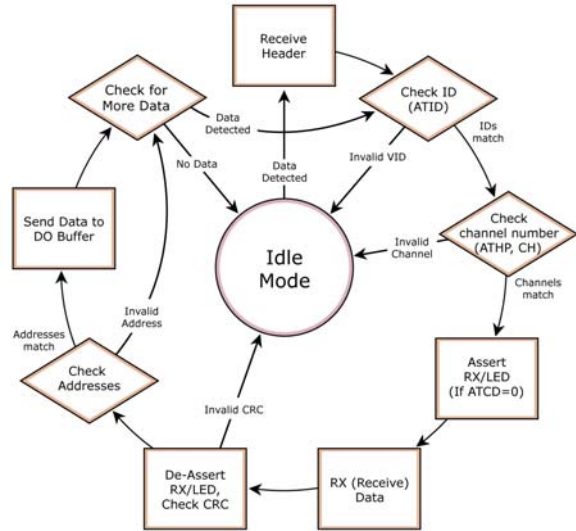 Receive
Header
Check for
More Data
Check ID
(ATID)
Data
Detected
IDs
match
No Data
Data
Detected
Invalid VID
Send Data to
DO Buffer
Idle
Mode
Invalid
Channel
Check
channel number
(ATHP, CH)
Channels
match
Invalid
Address
Addresses
match
Check
Addresses
Assert
RX/LED
(If ATCD=0)
Invalid CRC
De-Assert
RX/LED,
Check CRC
RX (Receive)
Data